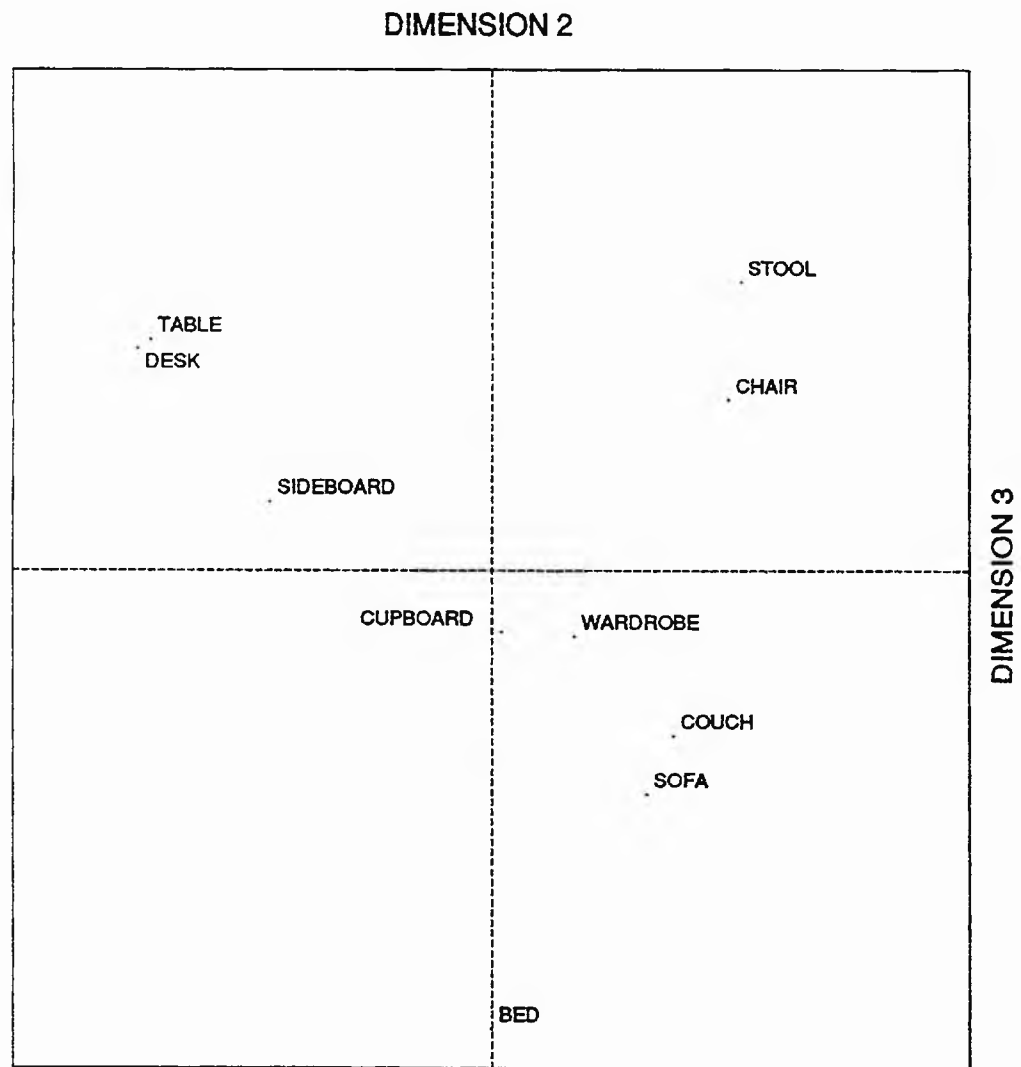 DIMENSION 2
STOOL
TABLE
DESK
CHAIR
SIDEBOARD
DIMENSION 3
CUPBOARD
WARDROBE
COUCH
SOFA
BED